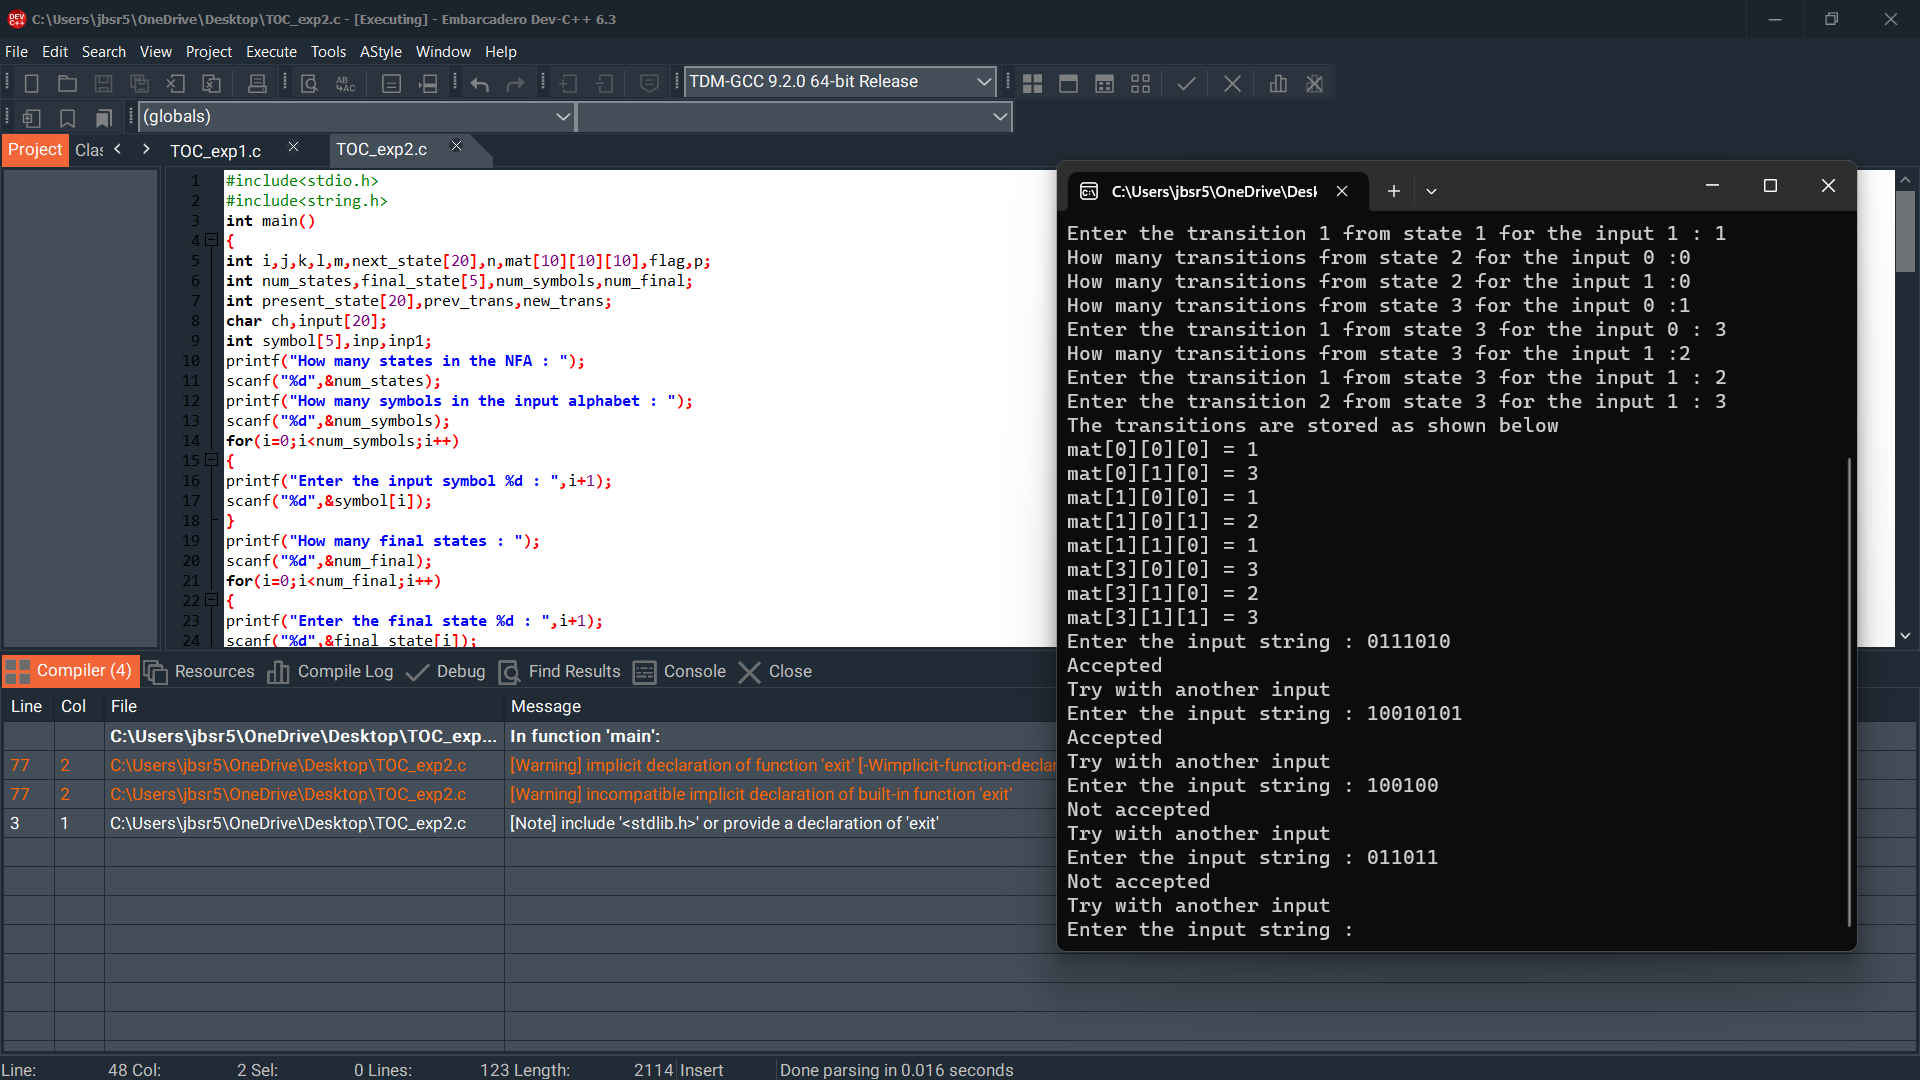 C:\Users\jbsr5\OneDrive\Desktop\TOC_exp2.c - [Executing] - Embarcadero Dev-C++ 6.3
File Edit Search View Project Execute Tools AStyle Window Help
TDM-GCC 9.2.0 64-bit Release
(globals)
Project Clas TOC_exp1.c TOC_exp2.c
1 #include<stdio.h>
2 #include<string.h>
3 int main()
4 {
5 int i,j,k,l,m,next_state[20],n,mat[10][10][10],flag,p;
6 int num_states,final_state[5],num_symbols,num_final;
7 int present_state[20],prev_trans,new_trans;
8 char ch,input[20];
9 int symbol[5],inp,inp1;
10 printf("How many states in the NFA : ");
11 scanf("%d",&num_states);
12 printf("How many symbols in the input alphabet : ");
13 scanf("%d",&num_symbols);
14 for(i=0;i<num_symbols;i++)
15 {
16 printf("Enter the input symbol %d : ",i+1);
17 scanf("%d",&symbol[i]);
18 }
19 printf("How many final states : ");
20 scanf("%d",&num_final);
21 for(i=0;i<num_final;i++)
22 {
23 printf("Enter the final state %d : ",i+1);
24 scanf("%d",&final_state[i]);
C:\Users\jbsr5\OneDrive\Desk
Enter the transition 1 from state 1 for the input 1 : 1
How many transitions from state 2 for the input 0 :0
How many transitions from state 2 for the input 1 :0
How many transitions from state 3 for the input 0 :1
Enter the transition 1 from state 3 for the input 0 : 3
How many transitions from state 3 for the input 1 :2
Enter the transition 1 from state 3 for the input 1 : 2
Enter the transition 2 from state 3 for the input 1 : 3
The transitions are stored as shown below
mat[0][0][0] = 1
mat[0][1][0] = 3
mat[1][0][0] = 1
mat[1][0][1] = 2
mat[1][1][0] = 1
mat[3][0][0] = 3
mat[3][1][0] = 2
mat[3][1][1] = 3
Enter the input string : 0111010
Accepted
Try with another input
Enter the input string : 10010101
Accepted
Try with another input
Enter the input string : 100100
Not accepted
Try with another input
Enter the input string : 011011
Not accepted
Try with another input
Enter the input string :
Compiler (4) Resources Compile Log Debug Find Results Console Close
Line Col File Message
C:\Users\jbsr5\OneDrive\Desktop\TOC_exp... In function 'main':
77 2 C:\Users\jbsr5\OneDrive\Desktop\TOC_exp2.c [Warning] implicit declaration of function 'exit' [-Wimplicit-function-declar
77 2 C:\Users\jbsr5\OneDrive\Desktop\TOC_exp2.c [Warning] incompatible implicit declaration of built-in function 'exit'
3 1 C:\Users\jbsr5\OneDrive\Desktop\TOC_exp2.c [Note] include '<stdlib.h>' or provide a declaration of 'exit'
Line: 48 Col: 2 Sel: 0 Lines: 123 Length: 2114 Insert Done parsing in 0.016 seconds